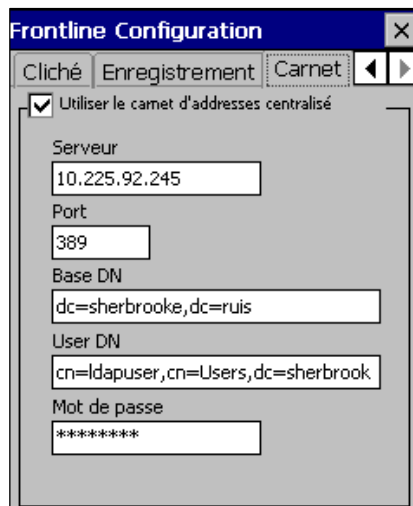 Frontline Configuration
Cliché Enregistrement Carnet
Utiliser le carnet d'addresses centralisé
Serveur
10.225.92.245
Port
389
Base DN
dc=sherbrooke,dc=ruis
User DN
cn=ldapuser,cn=Users,dc=sherbrook
Mot de passe
********